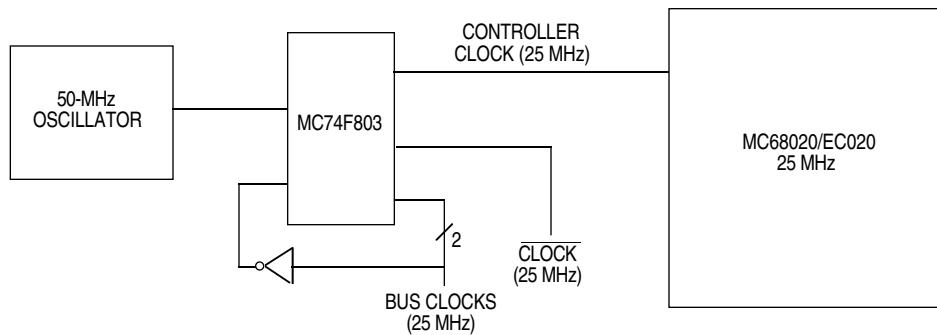 50-MHz
OSCILLATOR
MC74F803
CONTROLLER
CLOCK (25 MHz)
MC68020/EC020
25 MHz
2
CLOCK
(25 MHz)
BUS CLOCKS
(25 MHz)